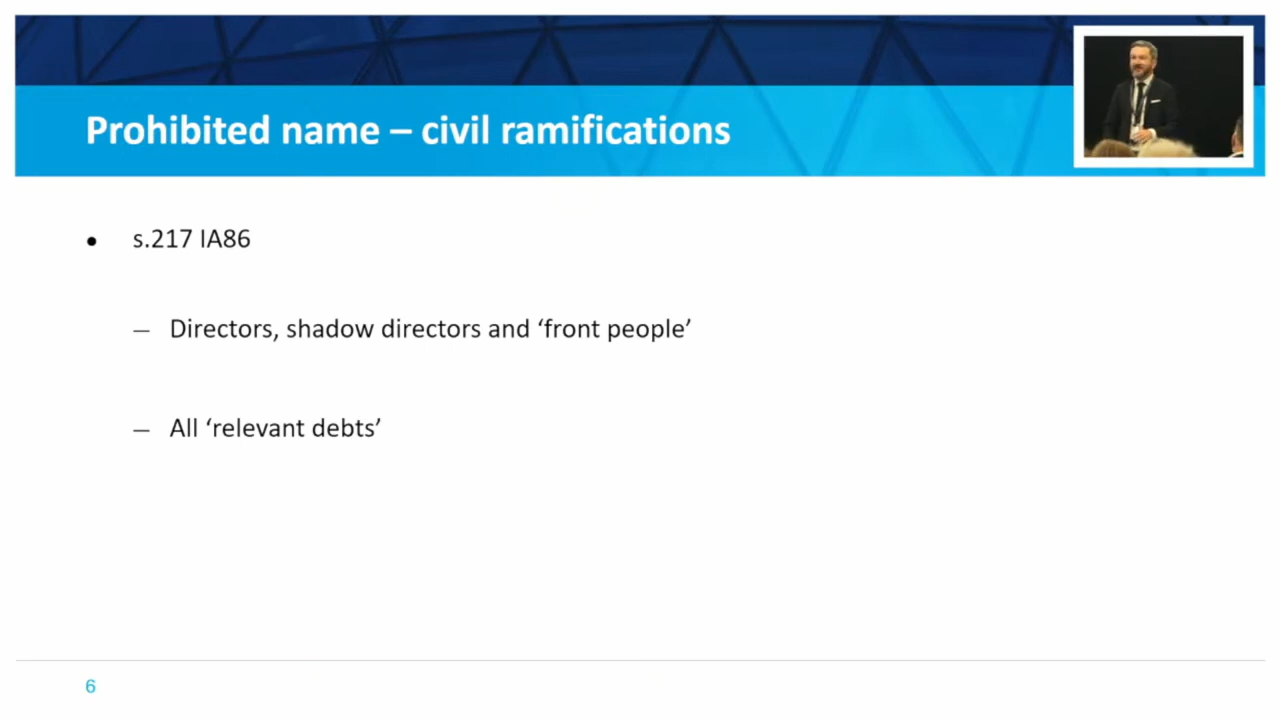 Prohibited name – civil ramifications
• s.217 IA86
– Directors, shadow directors and ‘front people’
– All ‘relevant debts’
6